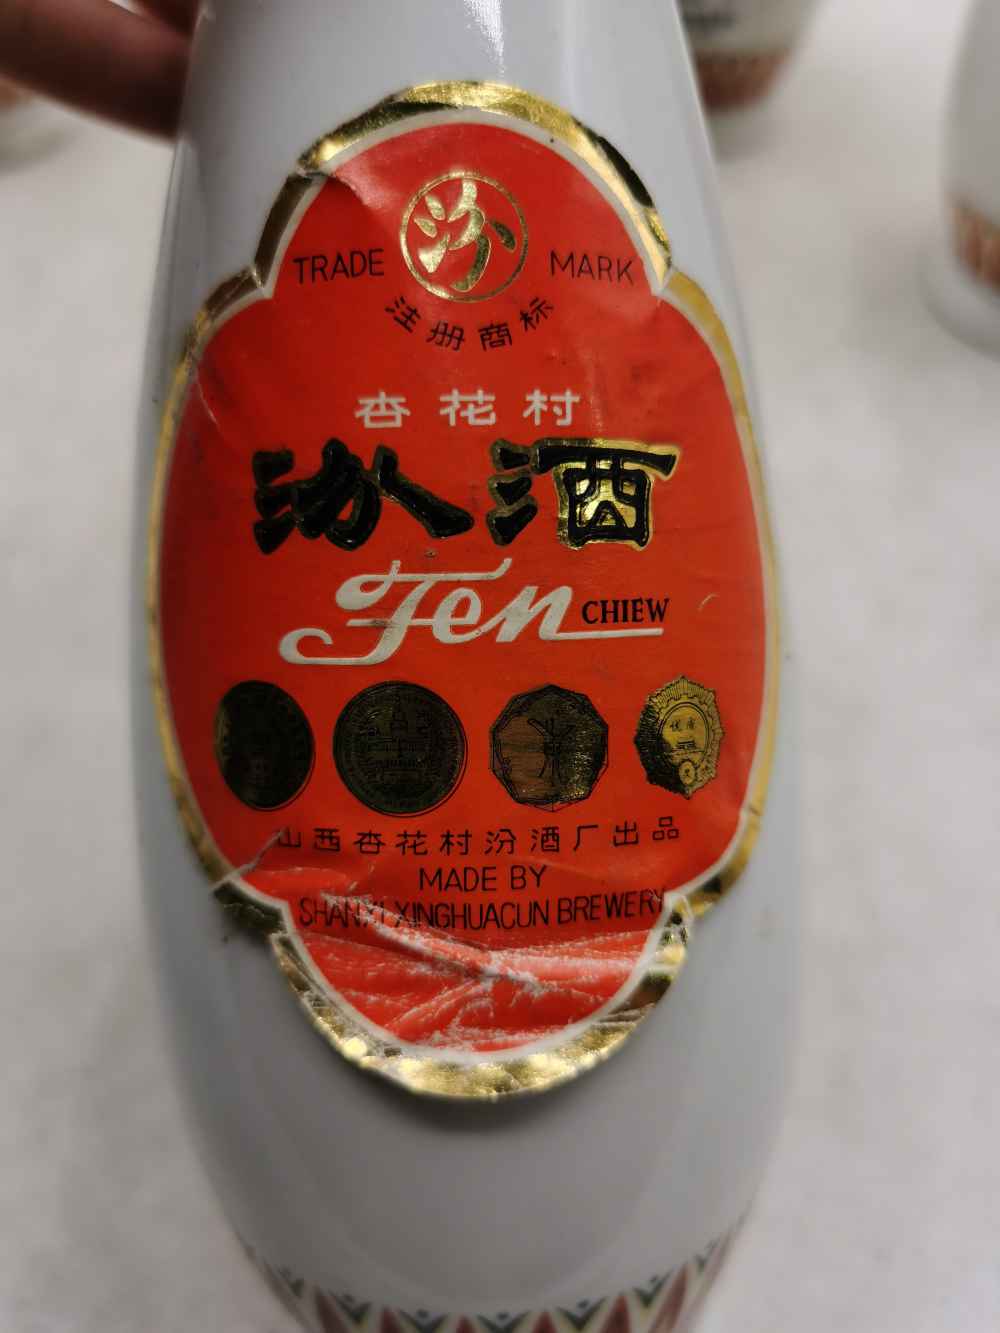 汾
TRADE MARK
注册商标
杏花村
汾酒
Fen CHIEW
山西杏花村汾酒厂出品
MADE BY
SHANXI XINGHUACUN BREWERY